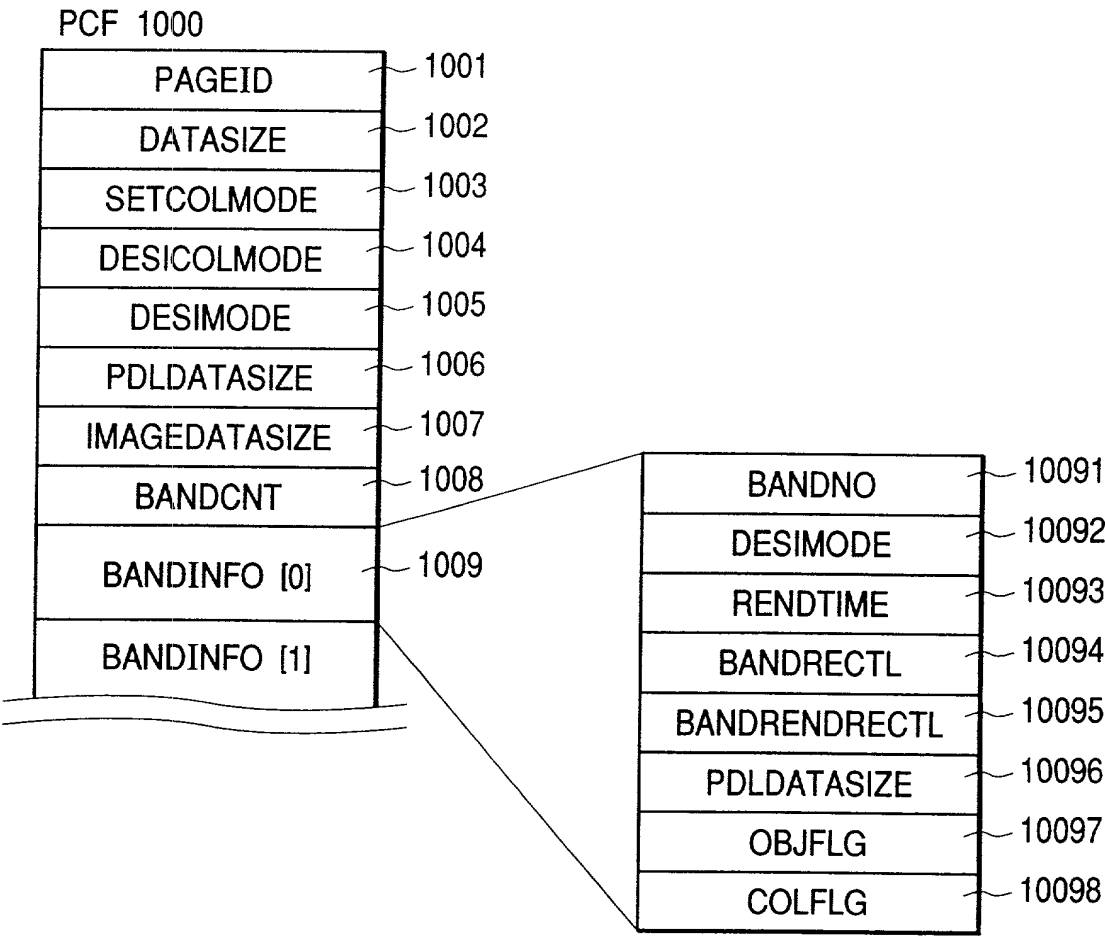 PCF 1000
PAGEID 1001
DATASIZE 1002
SETCOLMODE 1003
DESICOLMODE 1004
DESIMODE 1005
PDLDATASIZE 1006
IMAGEDATASIZE 1007
BANDCNT 1008
BANDINFO [0] 1009
BANDINFO [1]
BANDNO 10091
DESIMODE 10092
RENDTIME 10093
BANDRECTL 10094
BANDRENDRECTL 10095
PDLDATASIZE 10096
OBJFLG 10097
COLFLG 10098